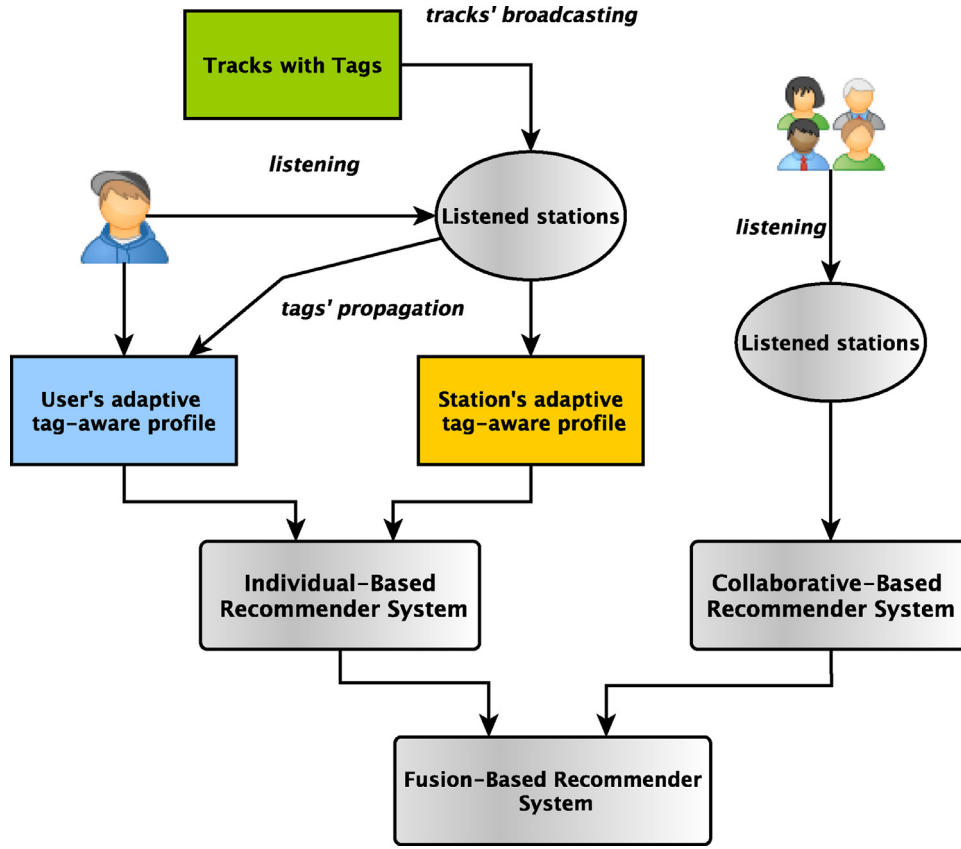 tracks' broadcasting
Tracks with Tags
listening
Listened stations
listening
tags' propagation
Listened stations
User's adaptive
tag-aware profile
Station's adaptive
tag-aware profile
Individual-Based
Recommender System
Collaborative-Based
Recommender System
Fusion-Based Recommender
System